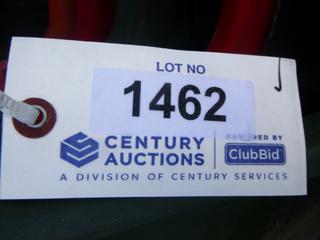 LOT NO
1462
CENTURY
AUCTIONS
POWERED BY
ClubBid
A DIVISION OF CENTURY SERVICES